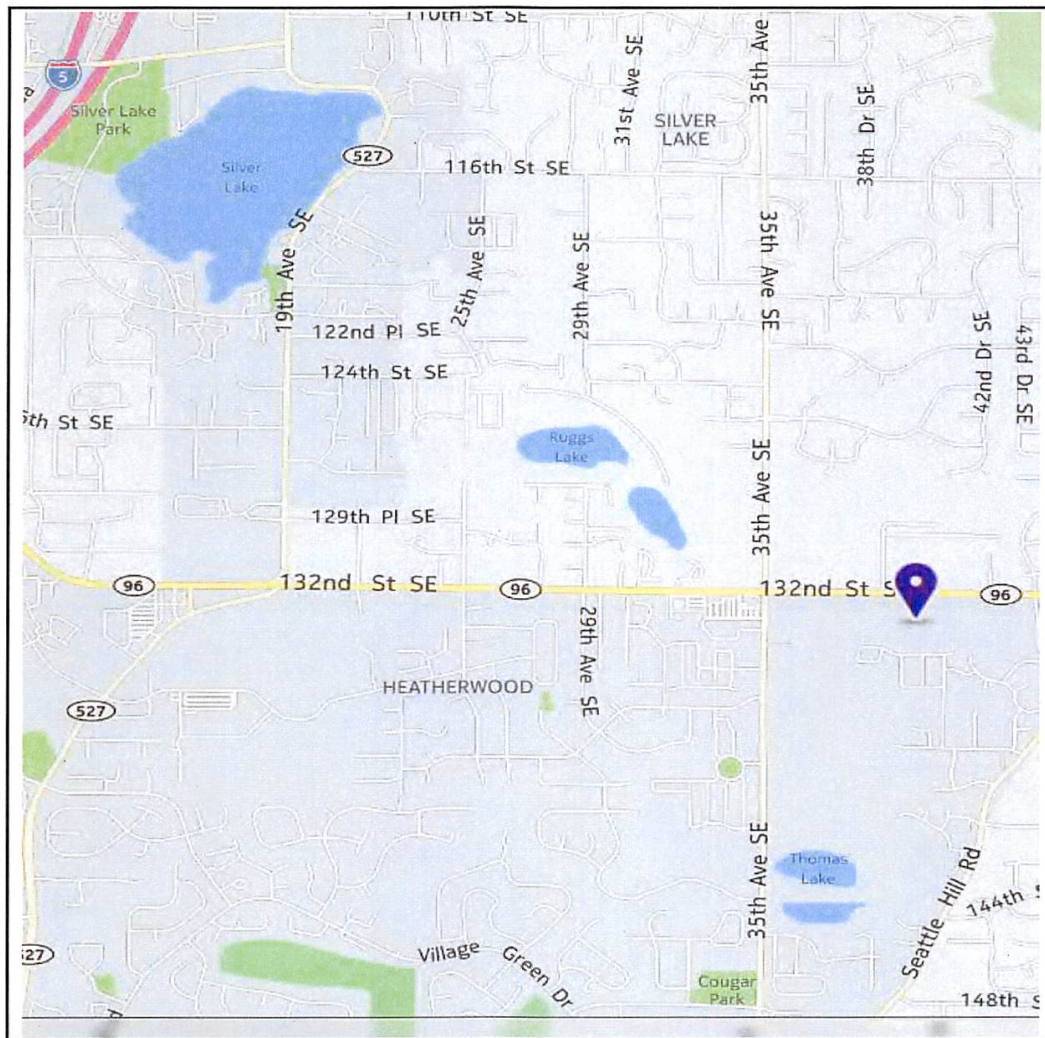 110th St SE
5
Silver Lake
Park
Silver
Lake
527
116th St SE
31st Ave SE
SILVER
LAKE
35th Ave
38th Dr SE
19th Ave SE
25th Ave SE
29th Ave SE
35th Ave SE
122nd Pl SE
124th St SE
5th St SE
42nd Dr SE
43rd Dr SE
Ruggs
Lake
35th Ave SE
129th Pl SE
96
132nd St SE
96
132nd St S
96
29th Ave SE
HEATHERWOOD
527
35th Ave SE
Thomas
Lake
Seattle Hill Rd
144th S
527
Village Green Dr
Cougar
Park
148th S